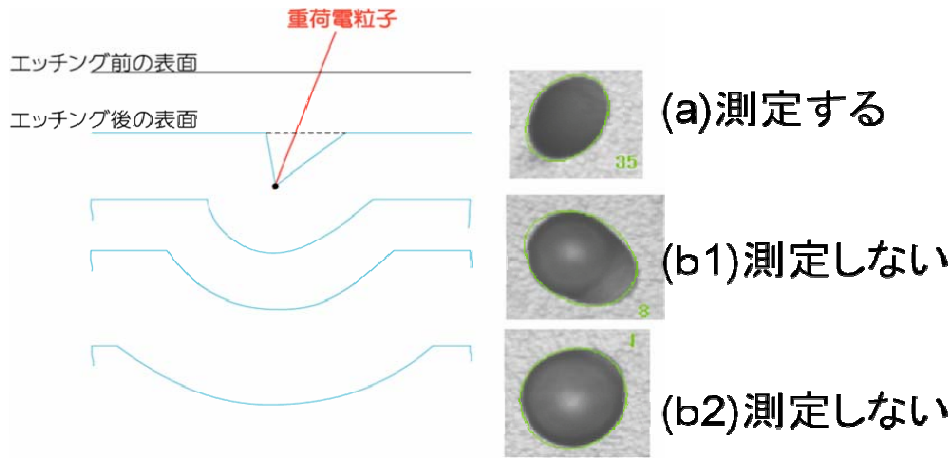 重荷電粒子
エッチング前の表面
エッチング後の表面
(a)測定する
35
(b1)測定しない
8
(b2)測定しない